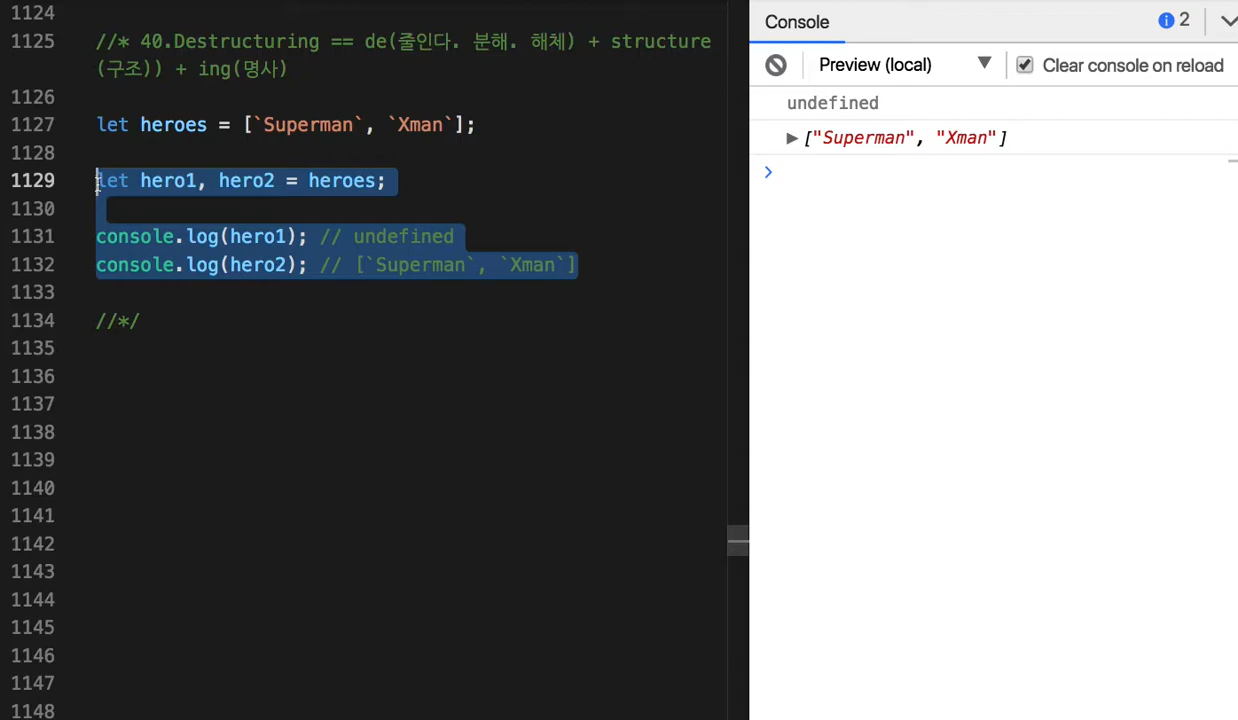 1124
1125 //* 40.Destructuring == de(줄인다. 분해. 해체) + structure
(구조)) + ing(명사)
1126
1127 let heroes = [`Superman`, `Xman`];
1128
1129 let hero1, hero2 = heroes;
1130
1131 console.log(hero1); // undefined
1132 console.log(hero2); // [`Superman`, `Xman`]
1133
1134 //*/
1135
1136
1137
1138
1139
1140
1141
1142
1143
1144
1145
1146
1147
1148
Console 2
Preview (local) ▼ Clear console on reload
undefined
▶ ["Superman", "Xman"]
>